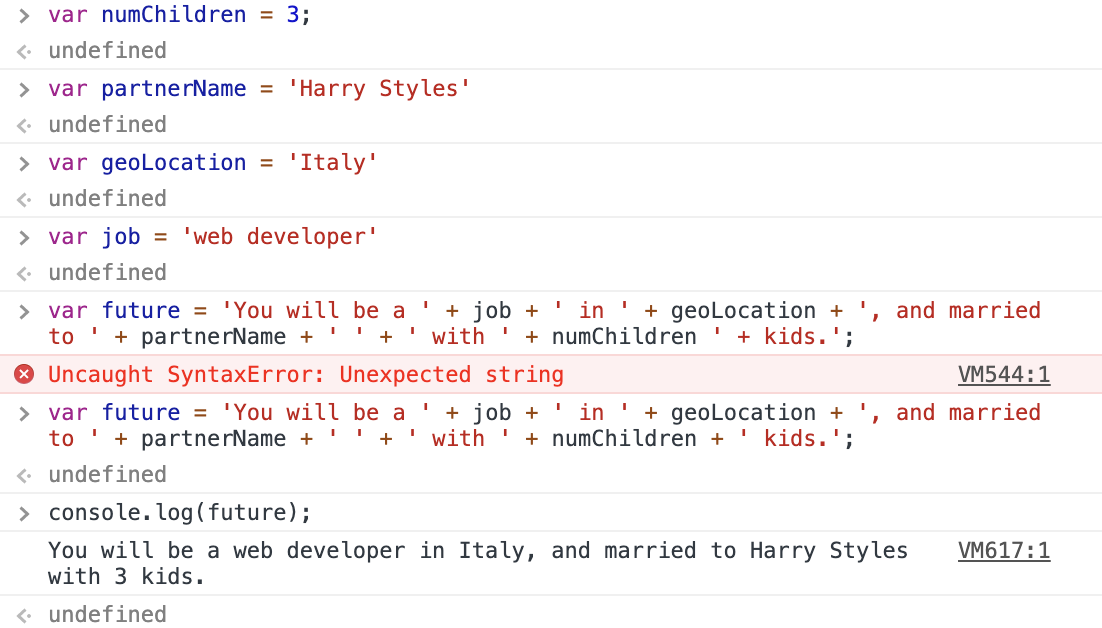 > var numChildren = 3;
<· undefined
> var partnerName = 'Harry Styles'
<· undefined
> var geoLocation = 'Italy'
<· undefined
> var job = 'web developer'
<· undefined
> var future = 'You will be a ' + job + ' in ' + geoLocation + ', and married
to ' + partnerName + ' ' + ' with ' + numChildren ' + kids.';
Uncaught SyntaxError: Unexpected string VM544:1
> var future = 'You will be a ' + job + ' in ' + geoLocation + ', and married
to ' + partnerName + ' ' + ' with ' + numChildren + ' kids.';
<· undefined
> console.log(future);
You will be a web developer in Italy, and married to Harry Styles VM617:1
with 3 kids.
<· undefined